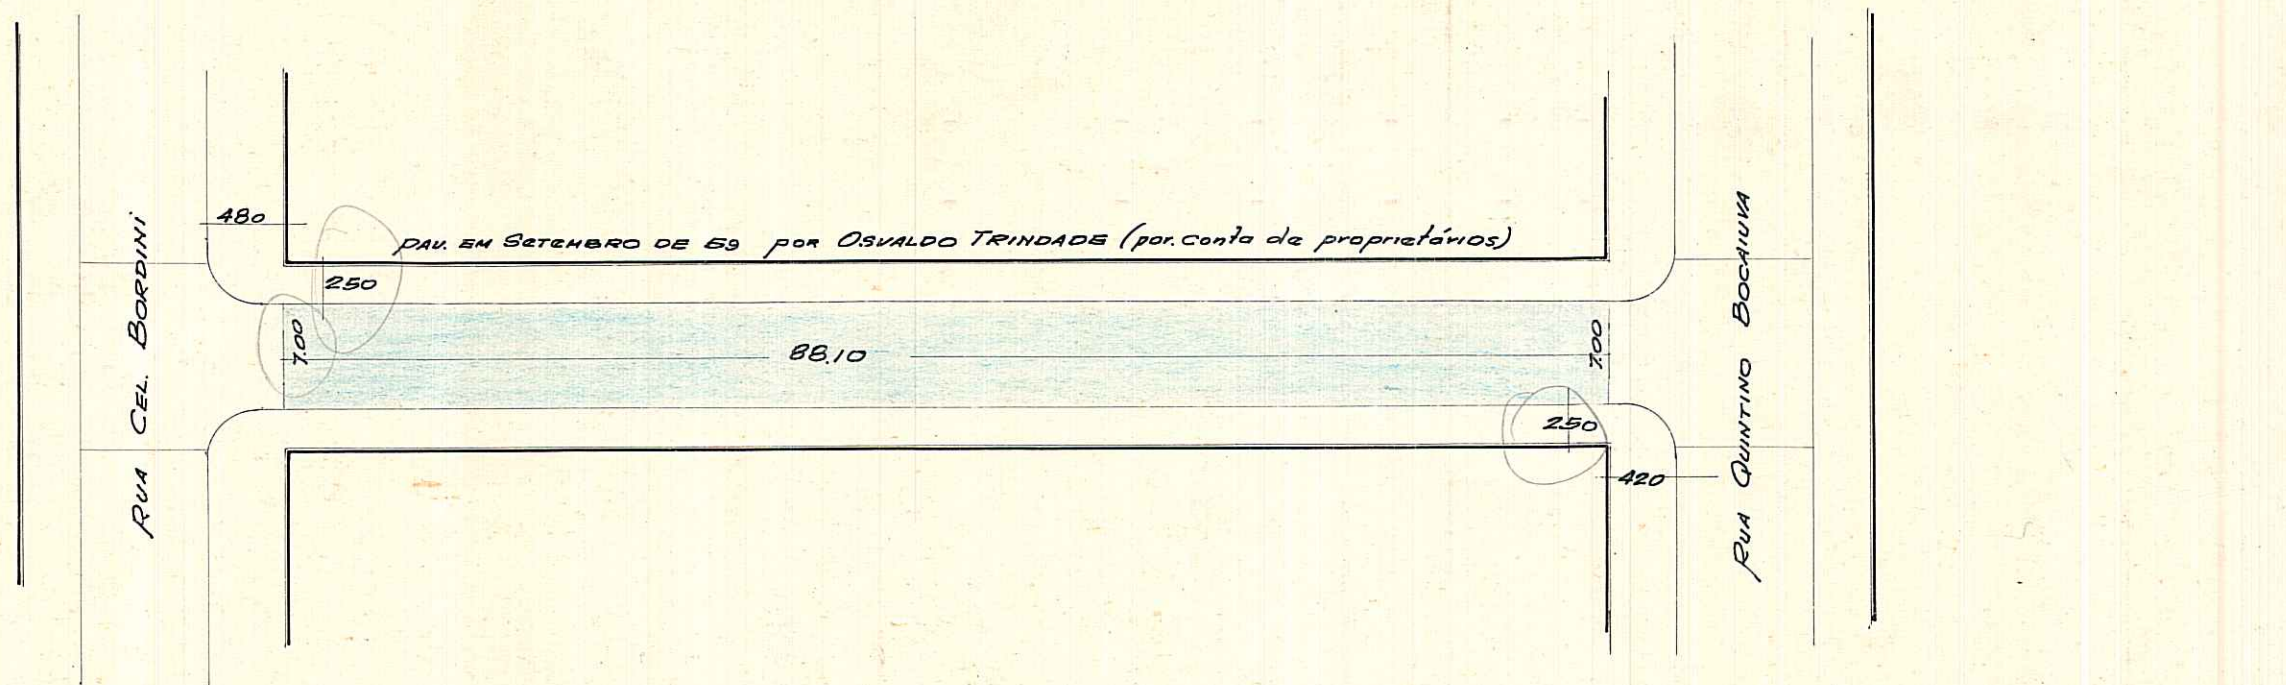 480
PAV. EM SETEMBRO DE 59 por OSVALDO TRINDADE (por conta de proprietários)
250
RUA CEL. BORDINI
7.00
88.10
7.00
RUA QUINTINO BOCAIUVA
250
420